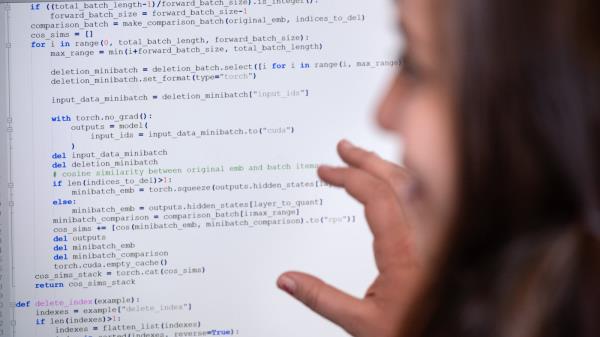 if ((total_batch_length-1)/forward_batch_size).is_integer():
forward_batch_size = forward_batch_size-1
comparison_batch = make_comparison_batch(original_emb, indices_to_del)
cos_sims = []
for i in range(0, total_batch_length, forward_batch_size):
max_range = min(i+forward_batch_size, total_batch_length)
deletion_minibatch = deletion_batch.select([i for i in range(i, max_range)
deletion_minibatch.set_format(type="torch")
input_data_minibatch = deletion_minibatch["input_ids"]
with torch.no_grad():
outputs = model(
input_ids = input_data_minibatch.to("cuda")
)
del input_data_minibatch
del deletion_minibatch
# cosine similarity between original emb and batch items
if len(indices_to_del)>1:
minibatch_emb = torch.squeeze(outputs.hidden_states[
else:
minibatch_emb = outputs.hidden_states[layer_to_quant]
minibatch_comparison = comparison_batch[i:max_range]
cos_sims += [cos(minibatch_emb, minibatch_comparison).to("cpu")]
del outputs
del minibatch_emb
del minibatch_comparison
torch.cuda.empty_cache()
cos_sims_stack = torch.cat(cos_sims)
return cos_sims_stack
def delete_index(example):
indexes = example["delete_index"]
if len(indexes)>1:
indexes = flatten_list(indexes)
sorted(indexes, reverse=True):